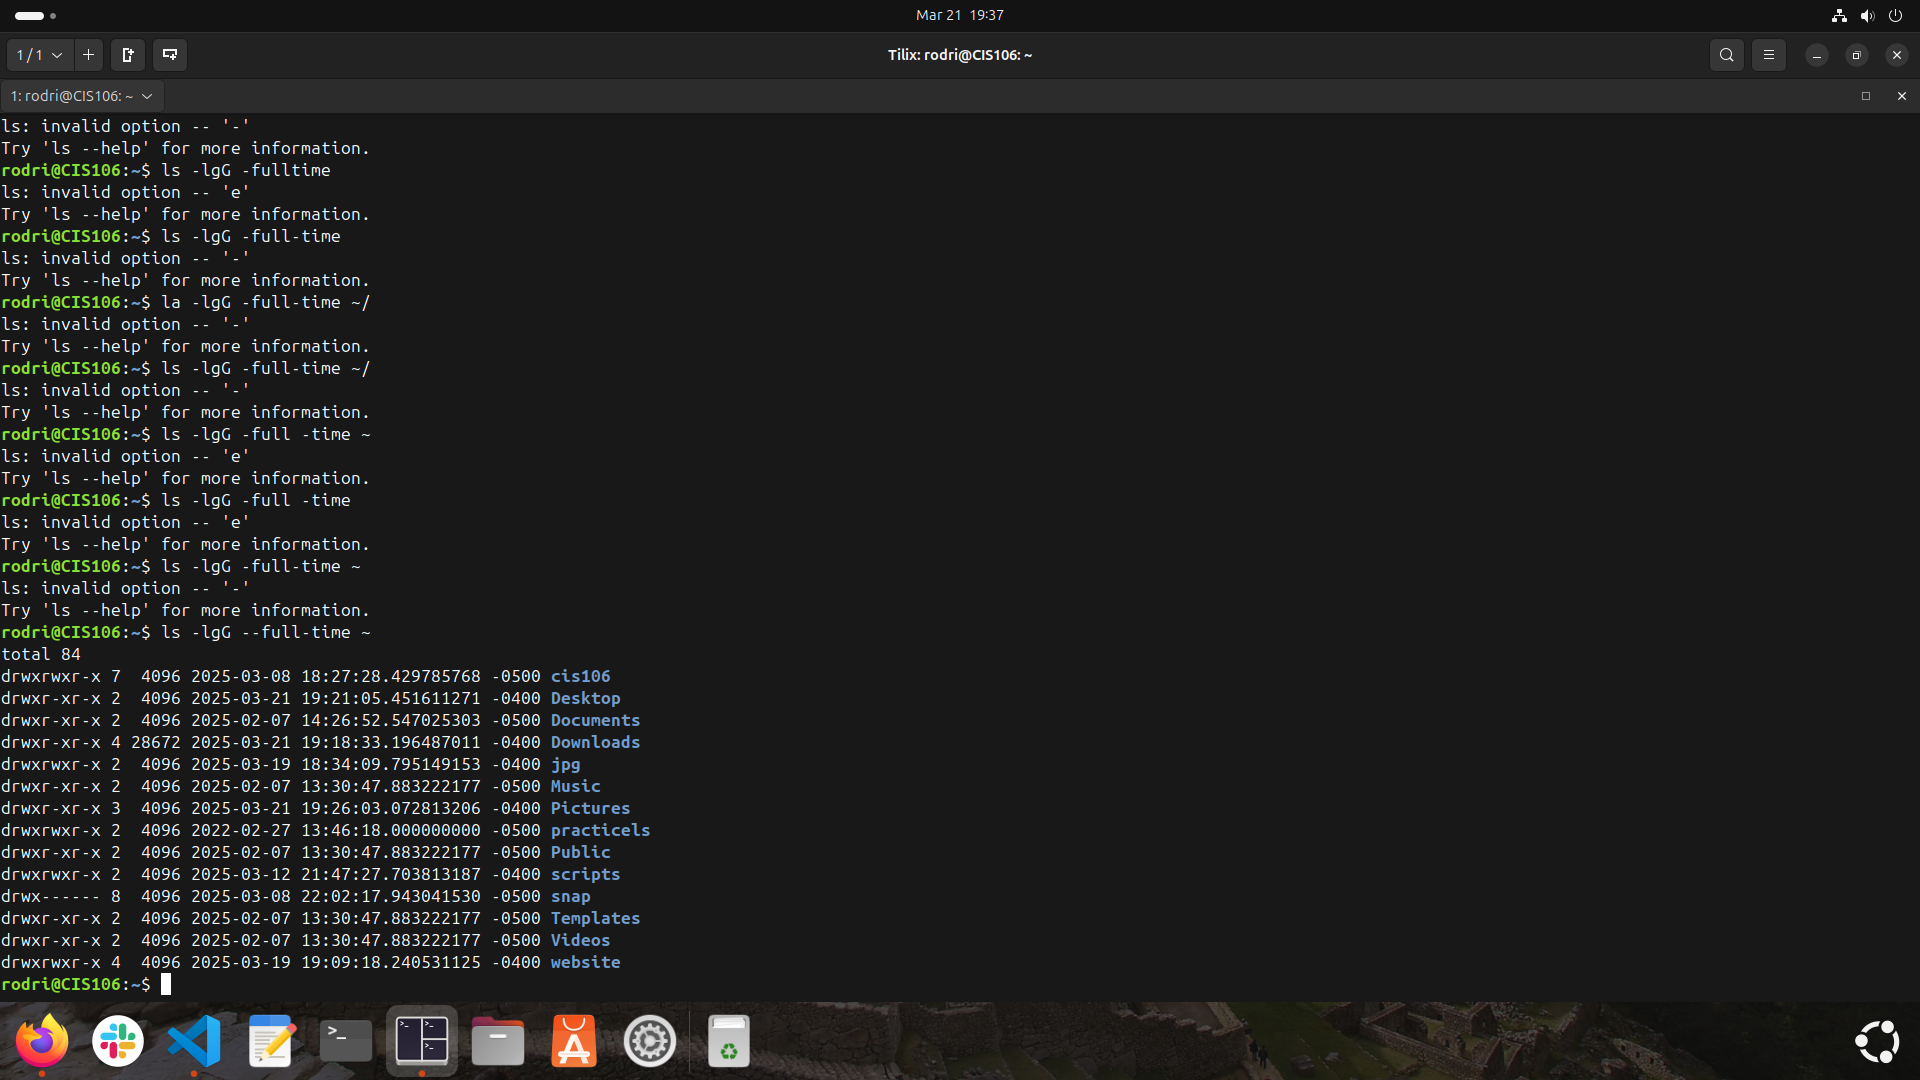 Mar 21 19:37
1 / 1
Tilix: rodri@CIS106: ~
1: rodri@CIS106: ~
ls: invalid option -- '-'
Try 'ls --help' for more information.
rodri@CIS106:~$ ls -lgG -fulltime
ls: invalid option -- 'e'
Try 'ls --help' for more information.
rodri@CIS106:~$ ls -lgG -full-time
ls: invalid option -- '-'
Try 'ls --help' for more information.
rodri@CIS106:~$ la -lgG -full-time ~/
ls: invalid option -- '-'
Try 'ls --help' for more information.
rodri@CIS106:~$ ls -lgG -full-time ~/
ls: invalid option -- '-'
Try 'ls --help' for more information.
rodri@CIS106:~$ ls -lgG -full -time ~
ls: invalid option -- 'e'
Try 'ls --help' for more information.
rodri@CIS106:~$ ls -lgG -full -time
ls: invalid option -- 'e'
Try 'ls --help' for more information.
rodri@CIS106:~$ ls -lgG -full-time ~
ls: invalid option -- '-'
Try 'ls --help' for more information.
rodri@CIS106:~$ ls -lgG --full-time ~
total 84
drwxrwxr-x 7  4096 2025-03-08 18:27:28.429785768 -0500 cis106
drwxr-xr-x 2  4096 2025-03-21 19:21:05.451611271 -0400 Desktop
drwxr-xr-x 2  4096 2025-02-07 14:26:52.547025303 -0500 Documents
drwxr-xr-x 4 28672 2025-03-21 19:18:33.196487011 -0400 Downloads
drwxrwxr-x 2  4096 2025-03-19 18:34:09.795149153 -0400 jpg
drwxr-xr-x 2  4096 2025-02-07 13:30:47.883222177 -0500 Music
drwxr-xr-x 3  4096 2025-03-21 19:26:03.072813206 -0400 Pictures
drwxrwxr-x 2  4096 2022-02-27 13:46:18.000000000 -0500 practicels
drwxr-xr-x 2  4096 2025-02-07 13:30:47.883222177 -0500 Public
drwxrwxr-x 2  4096 2025-03-12 21:47:27.703813187 -0400 scripts
drwx------ 8  4096 2025-03-08 22:02:17.943041530 -0500 snap
drwxr-xr-x 2  4096 2025-02-07 13:30:47.883222177 -0500 Templates
drwxr-xr-x 2  4096 2025-02-07 13:30:47.883222177 -0500 Videos
drwxrwxr-x 4  4096 2025-03-19 19:09:18.240531125 -0400 website
rodri@CIS106:~$